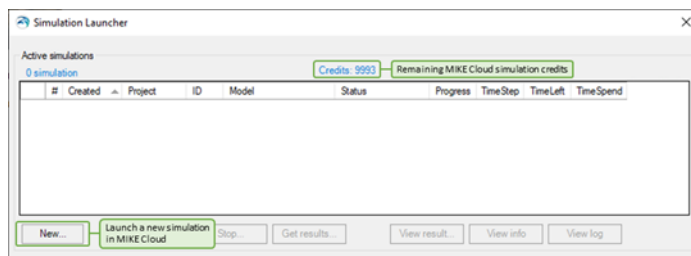 Simulation Launcher
Active simulations
0 simulation
Credits: 9993
Remaining MIKE Cloud simulation credits
# Created Project ID Model Status Progress TimeStep TimeLeft TimeSpend
New...
Launch a new simulation
in MIKE Cloud
Stop...
Get results...
View result...
View info
View log